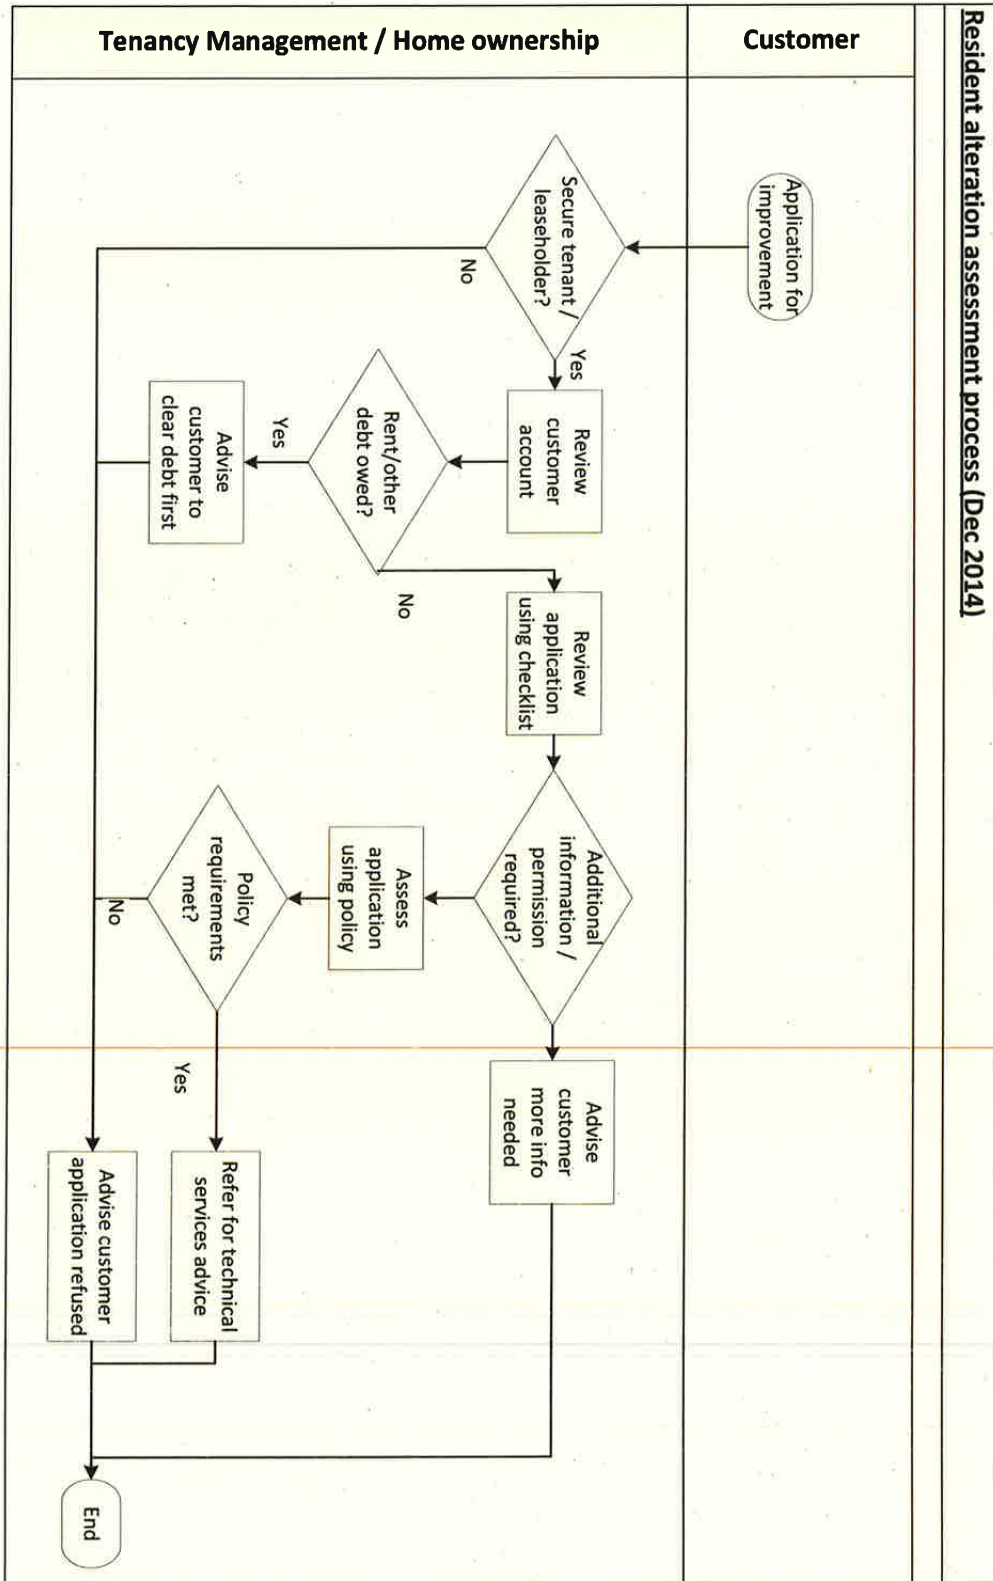 Resident alteration assessment process (Dec 2014)
Customer
Application for
improvement
Tenancy Management / Home ownership
Secure tenant /
leaseholder?
Yes
No
Review
customer
account
Rent/other
debt owed?
Yes
No
Advise
customer to
clear debt first
Review
application
using checklist
Additional
information /
permission
required?
Assess
application
using policy
Policy
requirements
met?
No
Yes
Advise
customer
more info
needed
Refer for technical
services advice
Advise customer
application refused
End